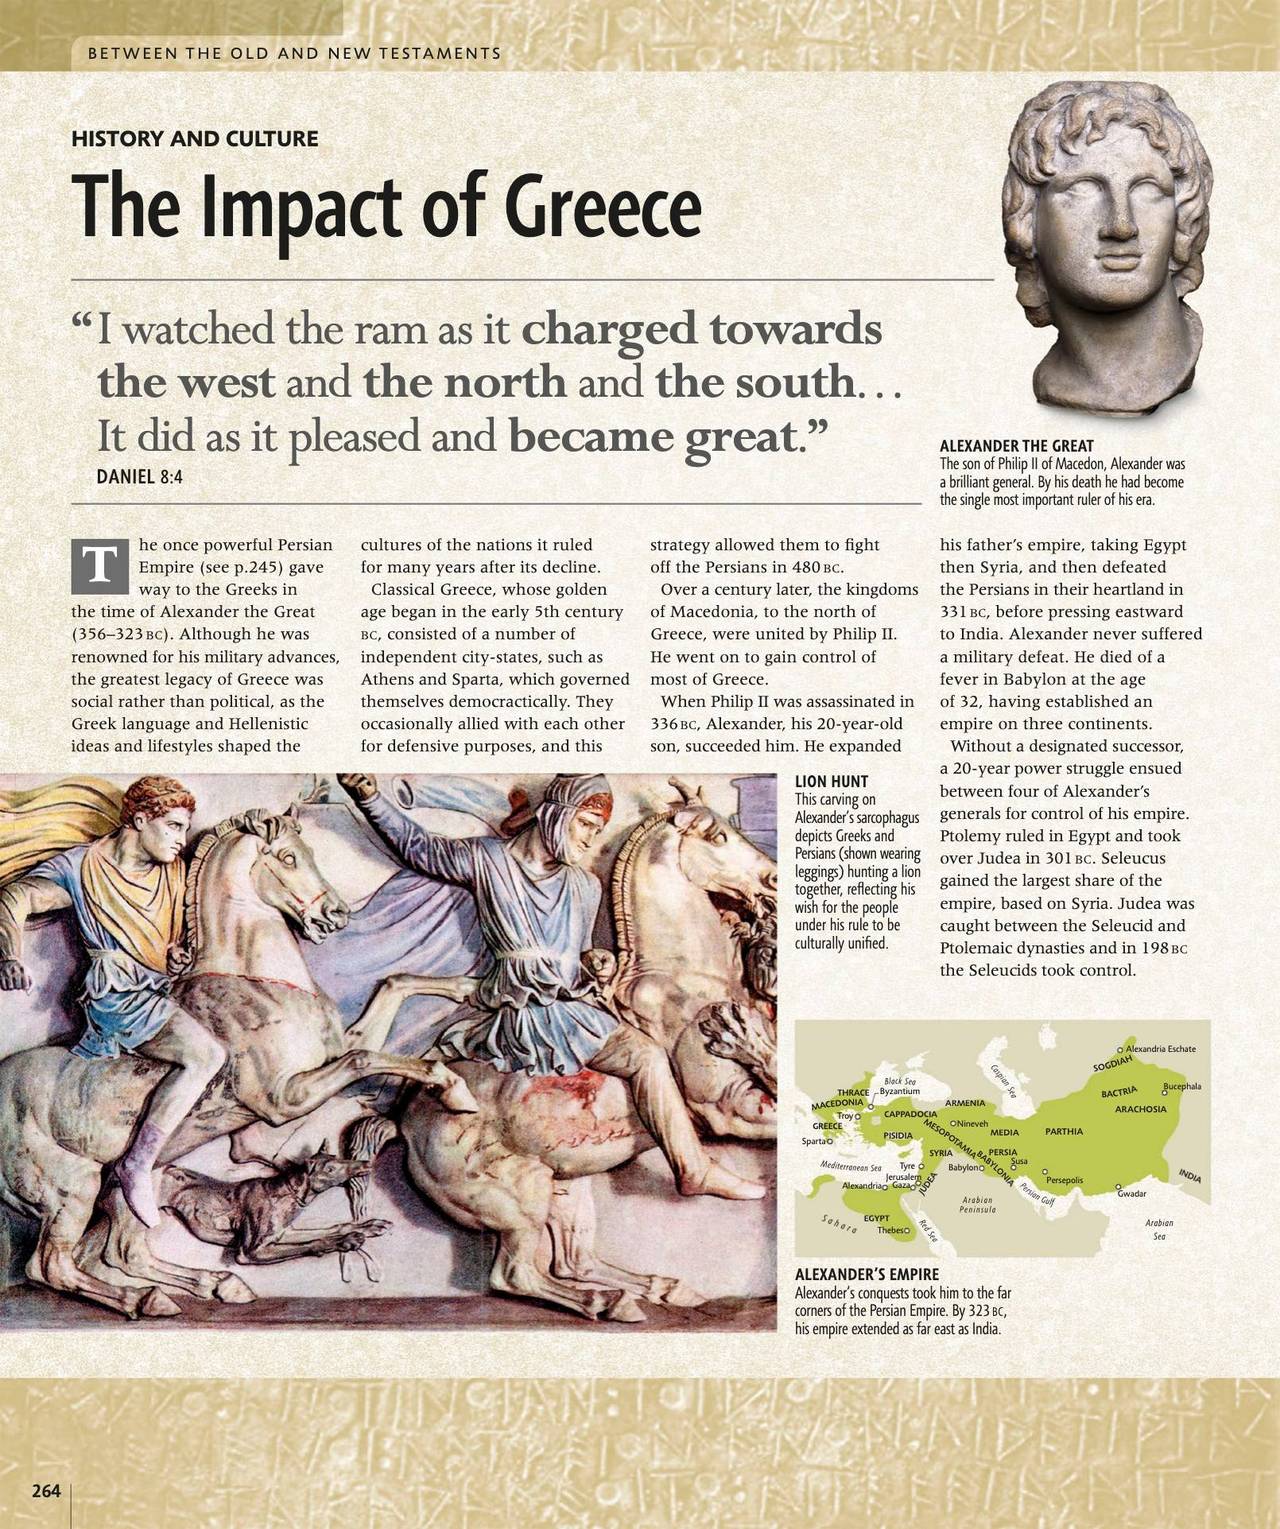 BETWEEN THE OLD AND NEW TESTAMENTS
HISTORY AND CULTURE
The Impact of Greece
“I watched the ram as it charged towards
the west and the north and the south...
It did as it pleased and became great.”
DANIEL 8:4
ALEXANDER THE GREAT
The son of Philip II of Macedon, Alexander was
a brilliant general. By his death he had become
the single most important ruler of his era.
The once powerful Persian
Empire (see p.245) gave
way to the Greeks in
the time of Alexander the Great
(356–323 BC). Although he was
renowned for his military advances,
the greatest legacy of Greece was
social rather than political, as the
Greek language and Hellenistic
ideas and lifestyles shaped the
cultures of the nations it ruled
for many years after its decline.
Classical Greece, whose golden
age began in the early 5th century
BC, consisted of a number of
independent city-states, such as
Athens and Sparta, which governed
themselves democratically. They
occasionally allied with each other
for defensive purposes, and this
strategy allowed them to fight
off the Persians in 480 BC.
Over a century later, the kingdoms
of Macedonia, to the north of
Greece, were united by Philip II.
He went on to gain control of
most of Greece.
When Philip II was assassinated in
336 BC, Alexander, his 20-year-old
son, succeeded him. He expanded
his father’s empire, taking Egypt
then Syria, and then defeated
the Persians in their heartland in
331 BC, before pressing eastward
to India. Alexander never suffered
a military defeat. He died of a
fever in Babylon at the age
of 32, having established an
empire on three continents.
Without a designated successor,
a 20-year power struggle ensued
between four of Alexander’s
generals for control of his empire.
Ptolemy ruled in Egypt and took
over Judea in 301 BC. Seleucus
gained the largest share of the
empire, based on Syria. Judea was
caught between the Seleucid and
Ptolemaic dynasties and in 198 BC
the Seleucids took control.
LION HUNT
This carving on
Alexander’s sarcophagus
depicts Greeks and
Persians (shown wearing
leggings) hunting a lion
together, reflecting his
wish for the people
under his rule to be
culturally unified.
Alexandria Eschate
SOGDIAH
Caspian Sea
Black Sea
THRACE
Byzantium
BACTRIA
Bucephala
MACEDONIA
ARMENIA
ARACHOSIA
Troy
CAPPADOCIA
GREECE
Nineveh
PISIDIA
MESOPOTAMIA
MEDIA
PARTHIA
Sparta
SYRIA
PERSIA
BABYLONIA
Susa
Mediterranean Sea
Tyre
Babylon
INDIA
Jerusalem
Persepolis
Alexandria
Gaza
JUDEA
Persian Gulf
Gwadar
Arabian
Peninsula
Sahara
EGYPT
Thebes
Red Sea
Arabian
Sea
ALEXANDER’S EMPIRE
Alexander’s conquests took him to the far
corners of the Persian Empire. By 323 BC,
his empire extended as far east as India.
264